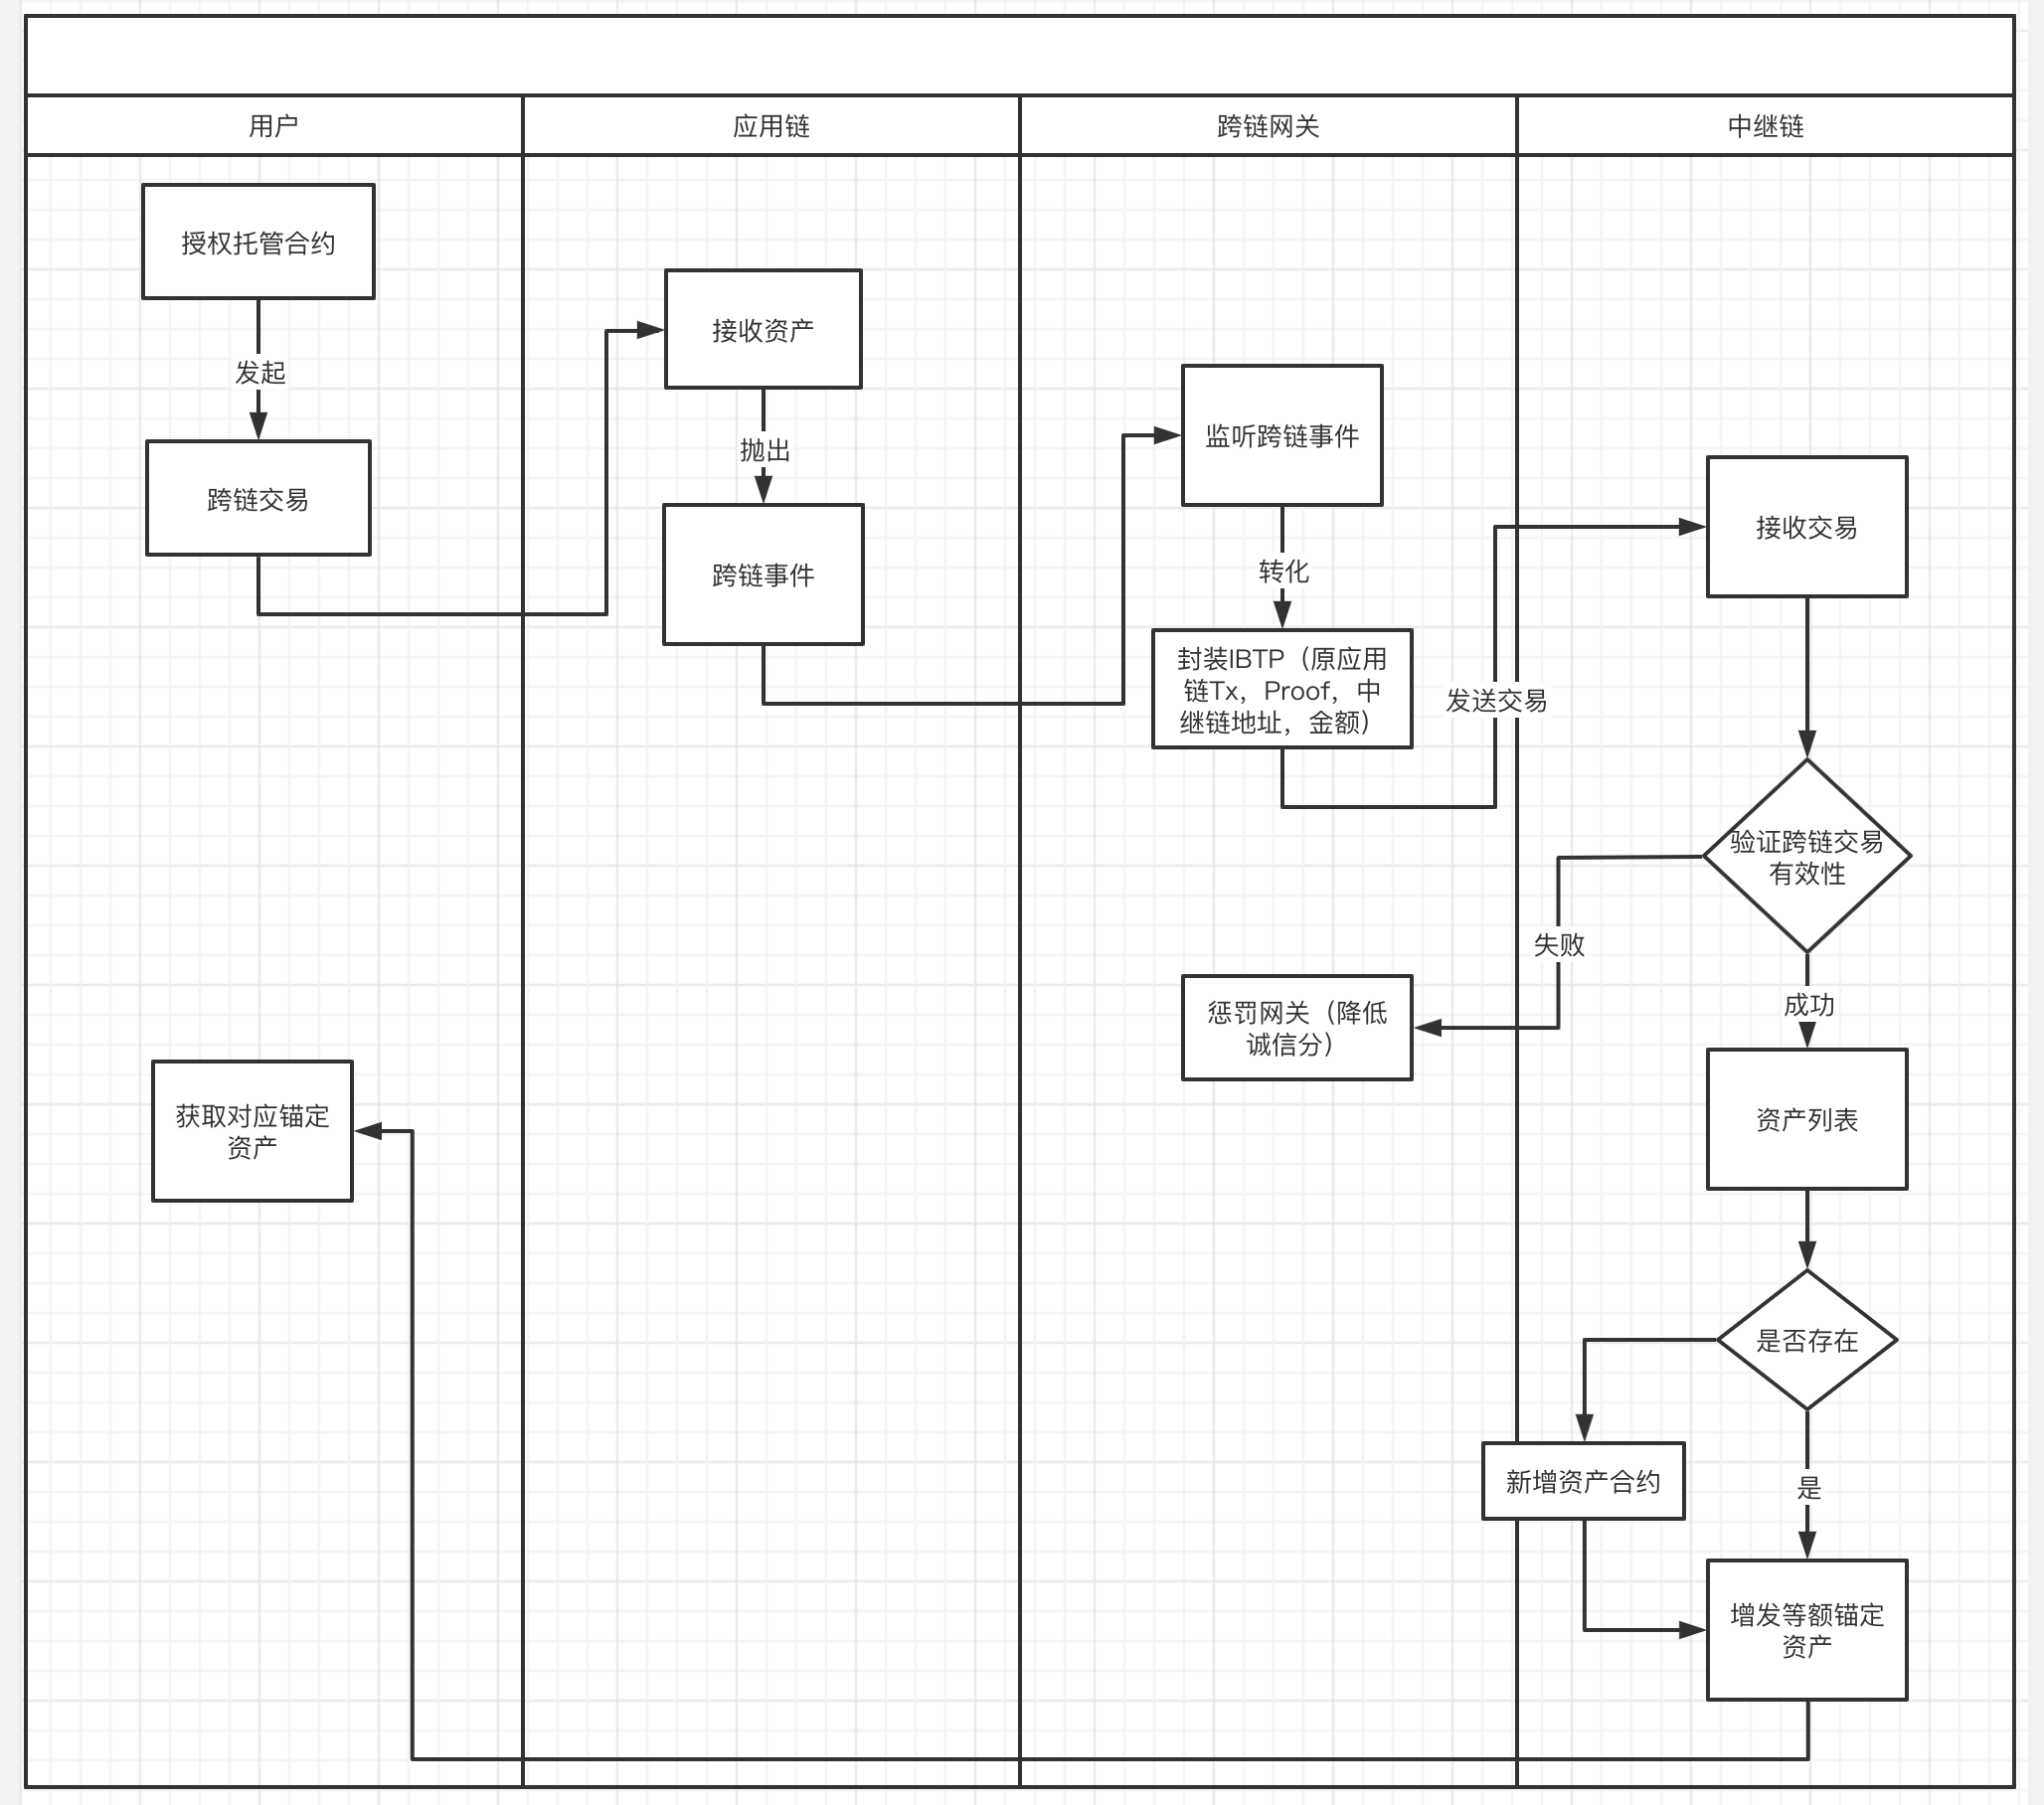 用户
应用链
跨链网关
中继链
授权托管合约
发起
跨链交易
接收资产
抛出
跨链事件
监听跨链事件
转化
封装IBTP（原应用
链Tx，Proof，中
继链地址，金额）
发送交易
接收交易
验证跨链交易
有效性
失败
成功
惩罚网关（降低
诚信分）
资产列表
获取对应锚定
资产
是否存在
新增资产合约
是
增发等额锚定
资产